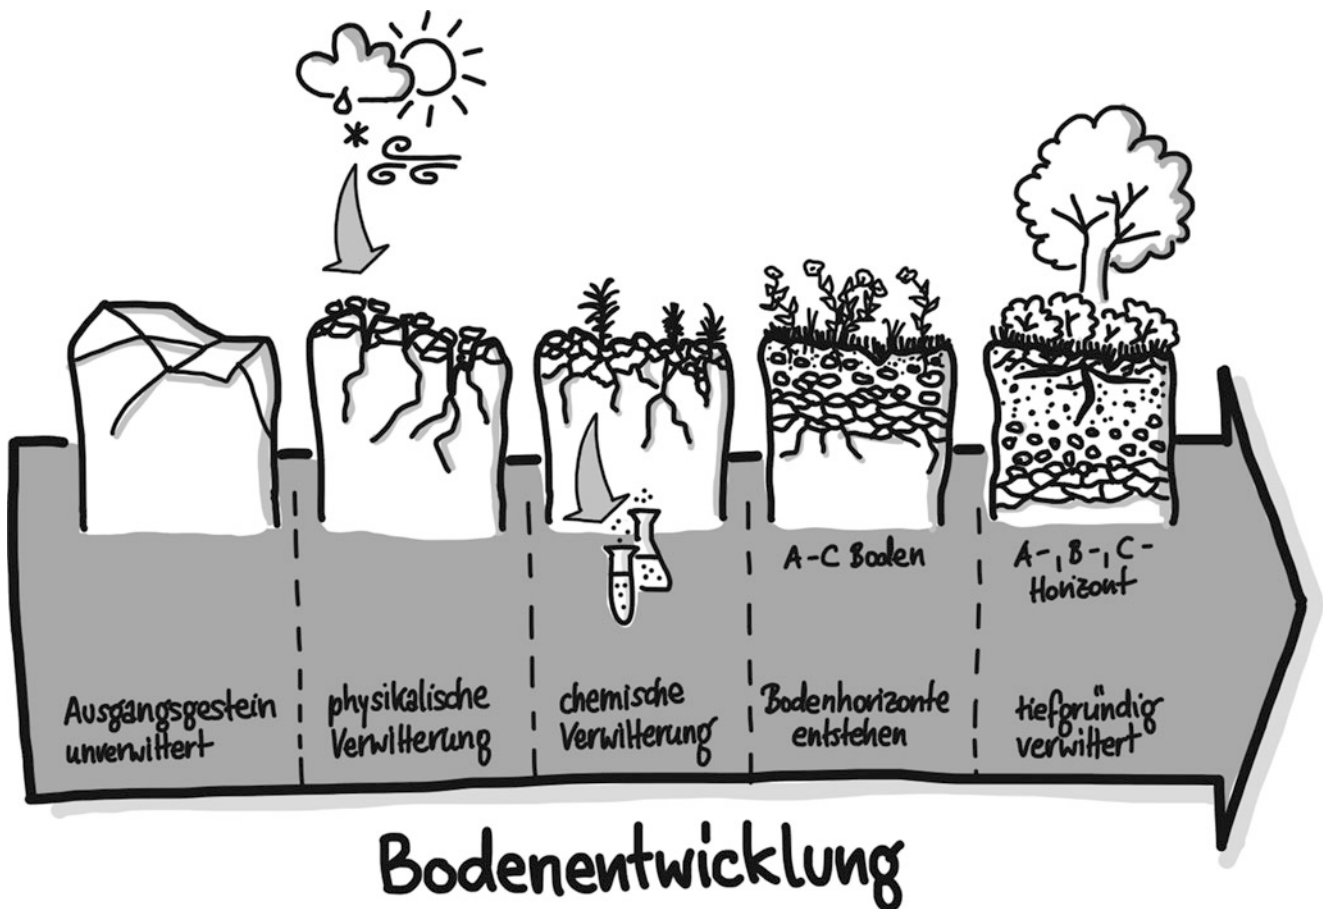 A-C Boden
A-, B-, C-
Horizont
Ausgangsgestein
unverwittert
physikalische
Verwitterung
chemische
Verwitterung
Bodenhorizonte
entstehen
tiefgründig
verwittert
Bodenentwicklung